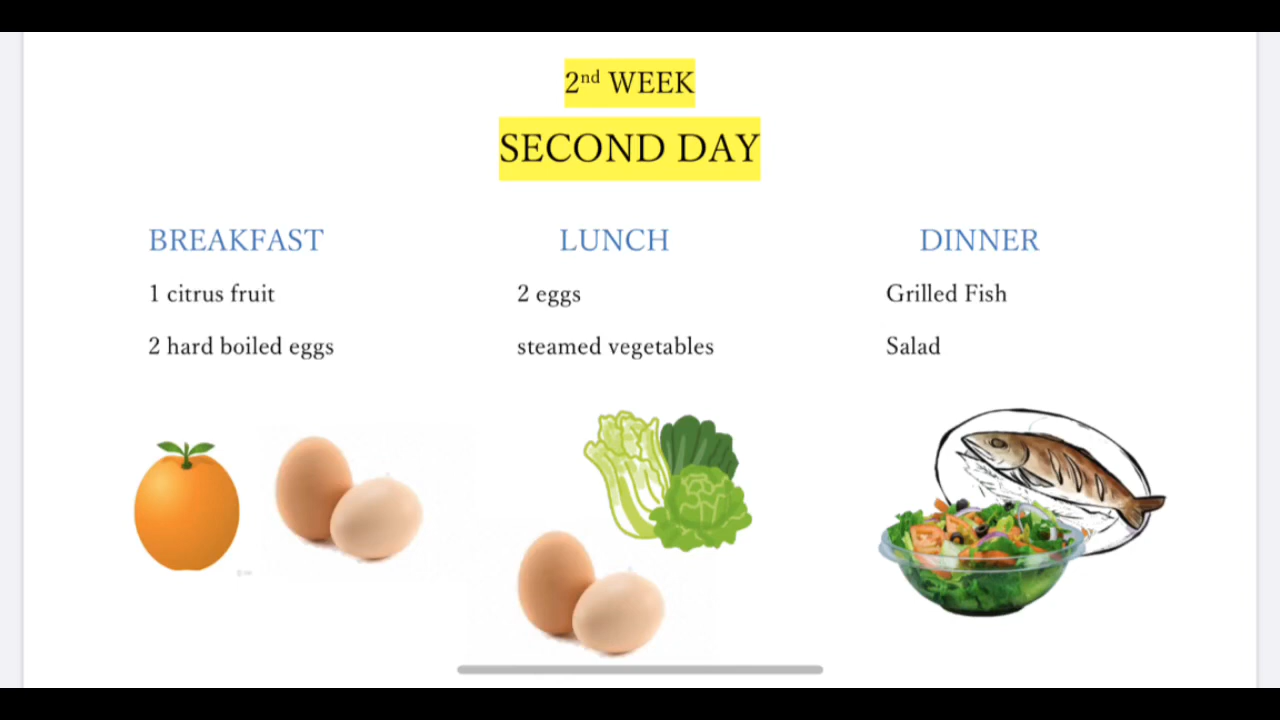 2nd WEEK
SECOND DAY
BREAKFAST
1 citrus fruit
2 hard boiled eggs
LUNCH
2 eggs
steamed vegetables
DINNER
Grilled Fish
Salad